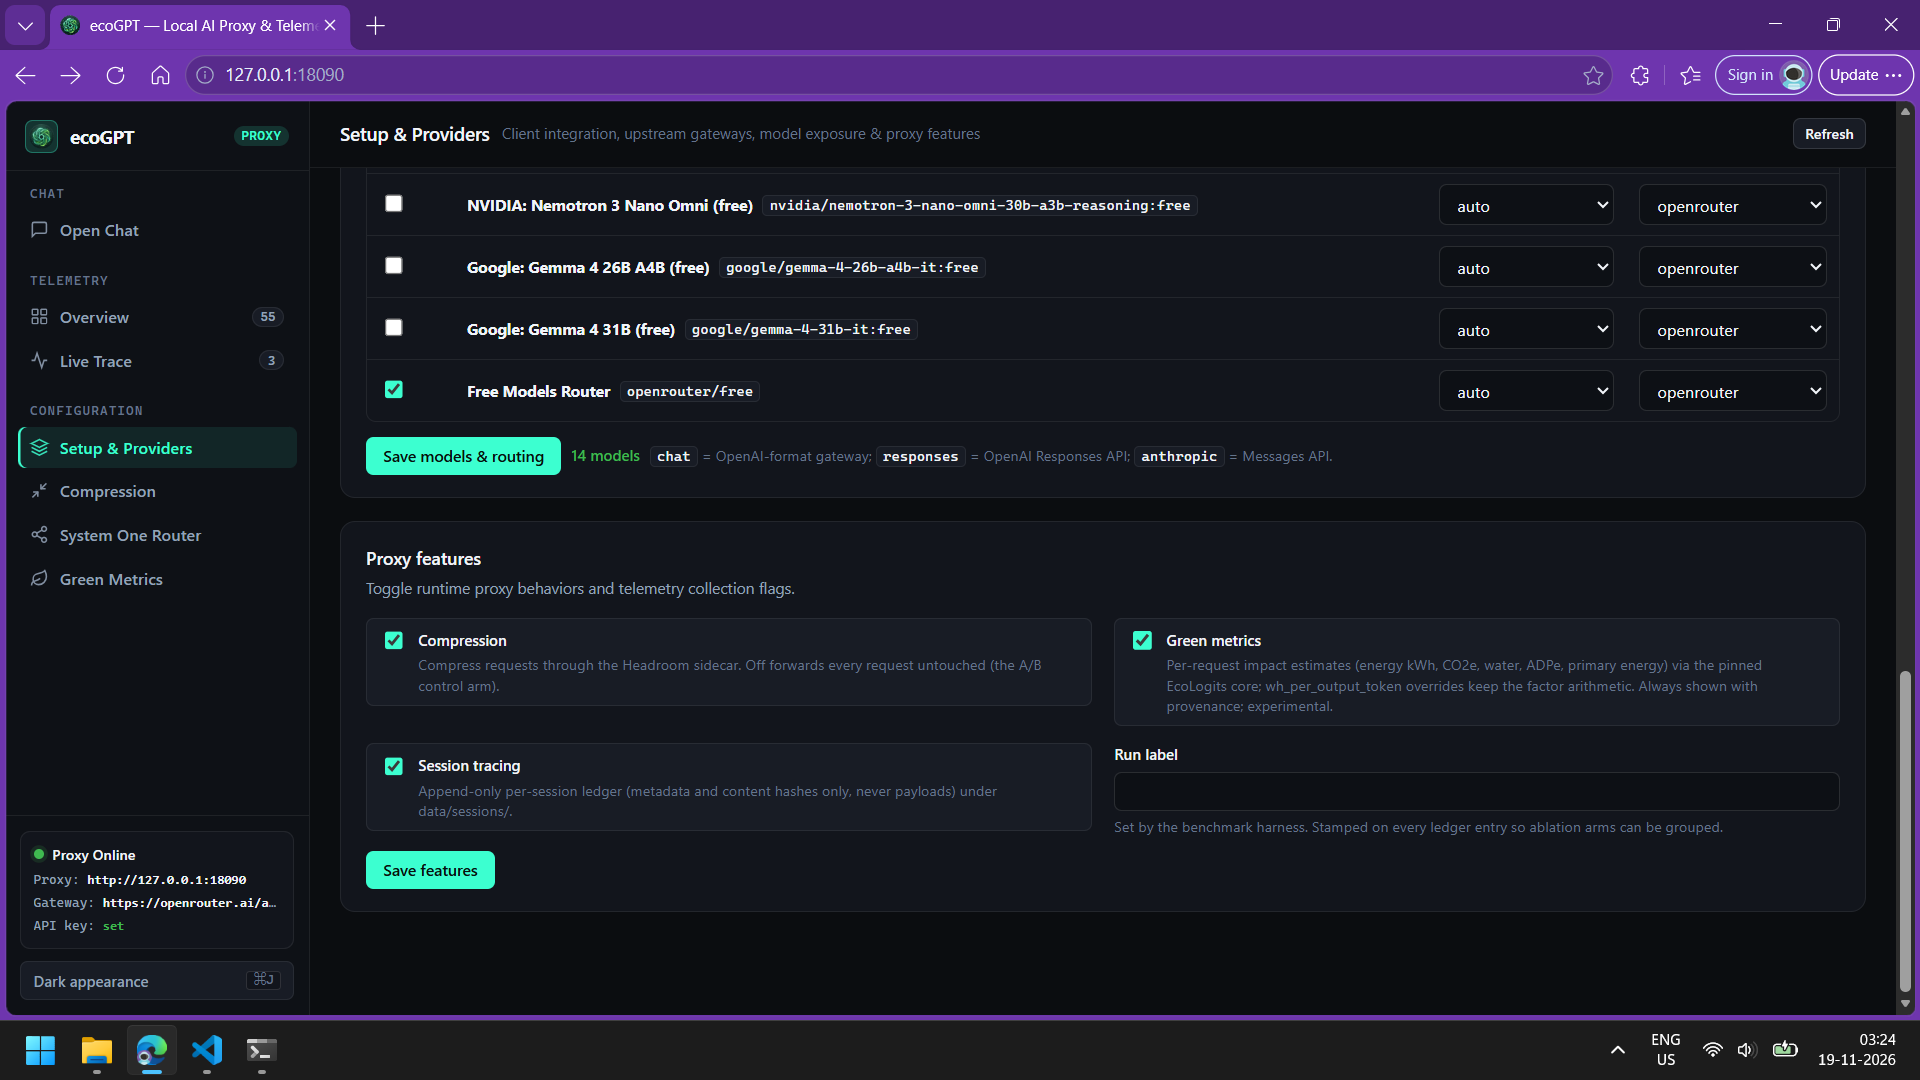 ecoGPT — Local AI Proxy & Telem
127.0.0.1:18090
Sign in
Update
ecoGPT
PROXY
CHAT
Open Chat
TELEMETRY
Overview
55
Live Trace
3
CONFIGURATION
Setup & Providers
Compression
System One Router
Green Metrics
Proxy Online
Proxy: http://127.0.0.1:18090
Gateway: https://openrouter.ai/a…
API key: set
Dark appearance
⌘J
Setup & Providers
Client integration, upstream gateways, model exposure & proxy features
Refresh
NVIDIA: Nemotron 3 Nano Omni (free) nvidia/nemotron-3-nano-omni-30b-a3b-reasoning:free auto openrouter
Google: Gemma 4 26B A4B (free) google/gemma-4-26b-a4b-it:free auto openrouter
Google: Gemma 4 31B (free) google/gemma-4-31b-it:free auto openrouter
Free Models Router openrouter/free auto openrouter
Save models & routing 14 models chat = OpenAI-format gateway; responses = OpenAI Responses API; anthropic = Messages API.
Proxy features
Toggle runtime proxy behaviors and telemetry collection flags.
Compression
Compress requests through the Headroom sidecar. Off forwards every request untouched (the A/B
control arm).
Green metrics
Per-request impact estimates (energy kWh, CO2e, water, ADPe, primary energy) via the pinned
EcoLogits core; wh_per_output_token overrides keep the factor arithmetic. Always shown with
provenance; experimental.
Session tracing
Append-only per-session ledger (metadata and content hashes only, never payloads) under
data/sessions/.
Run label
Set by the benchmark harness. Stamped on every ledger entry so ablation arms can be grouped.
Save features
ENG
US
03:24
19-11-2026